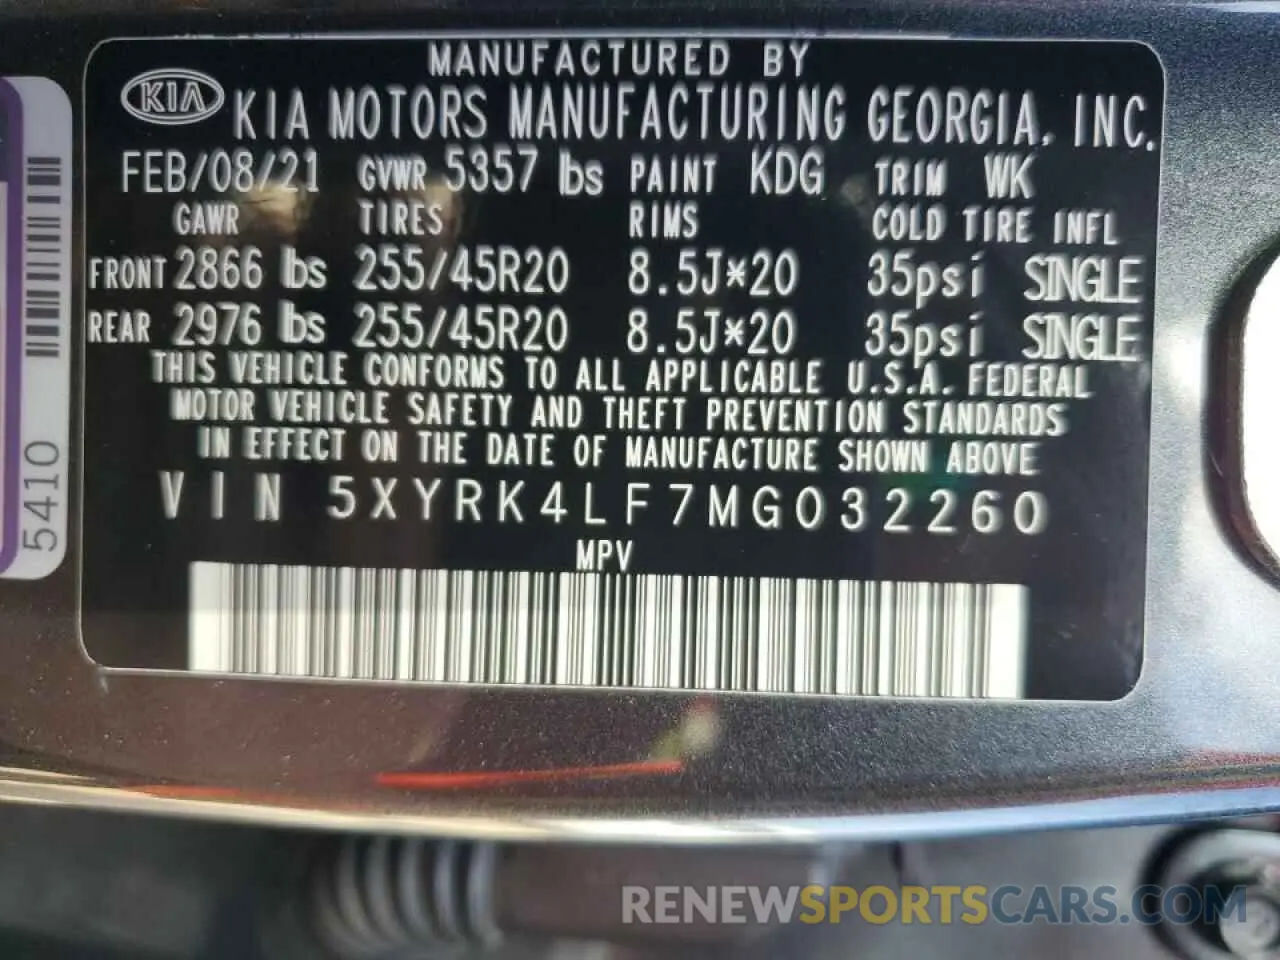 MANUFACTURED BY
KIA KIA MOTORS MANUFACTURING GEORGIA, INC.
FEB/08/21 GVWR 5357 lbs PAINT KDG TRIM WK
GAWR TIRES RIMS COLD TIRE INFL
FRONT 2866 lbs 255/45R20 8.5J*20 35psi SINGLE
REAR 2976 lbs 255/45R20 8.5J*20 35psi SINGLE
THIS VEHICLE CONFORMS TO ALL APPLICABLE U.S.A. FEDERAL
MOTOR VEHICLE SAFETY AND THEFT PREVENTION STANDARDS
IN EFFECT ON THE DATE OF MANUFACTURE SHOWN ABOVE
VIN 5XYRK4LF7MG032260
MPV
5410
RENEWSPORTSCARS.COM